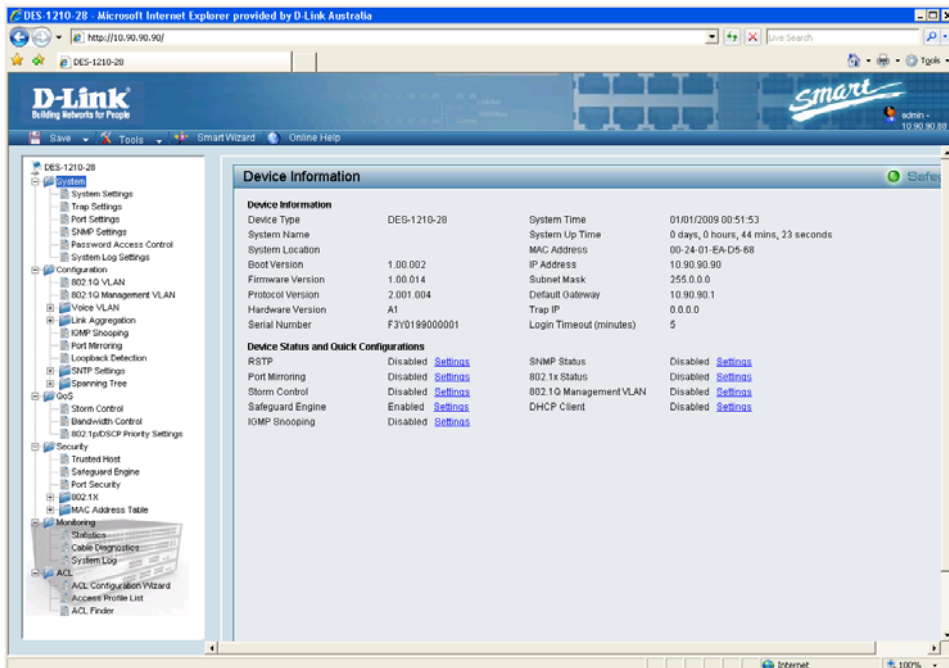 DES-1210-28 - Microsoft Internet Explorer provided by D-Link Australia
http://10.90.90.90/
Live Search
DES-1210-28
Tools
D-Link
Building Networks for People
smart
admin -
10.90.90.88
Save Tools Smart Wizard Online Help
DES-1210-28
System
System Settings
Trap Settings
Port Settings
SNMP Settings
Password Access Control
System Log Settings
Configuration
802.1Q VLAN
802.1Q Management VLAN
Voice VLAN
Link Aggregation
IGMP Snooping
Port Mirroring
Loopback Detection
SNTP Settings
Spanning Tree
QoS
Storm Control
Bandwidth Control
802.1p/DSCP Priority Settings
Security
Trusted Host
Safeguard Engine
Port Security
802.1X
MAC Address Table
Monitoring
Statistics
Cable Diagnostics
System Log
ACL
ACL Configuration Wizard
Access Profile List
ACL Finder
Device Information
Safe
Device Information
Device Type DES-1210-28 System Time 01/01/2009 00:51:53
System Name System Up Time 0 days, 0 hours, 44 mins, 23 seconds
System Location MAC Address 00-24-01-EA-D5-68
Boot Version 1.00.002 IP Address 10.90.90.90
Firmware Version 1.00.014 Subnet Mask 255.0.0.0
Protocol Version 2.001.004 Default Gateway 10.90.90.1
Hardware Version A1 Trap IP 0.0.0.0
Serial Number F3Y0199000001 Login Timeout (minutes) 5
Device Status and Quick Configurations
RSTP Disabled Settings SNMP Status Disabled Settings
Port Mirroring Disabled Settings 802.1x Status Disabled Settings
Storm Control Disabled Settings 802.1Q Management VLAN Disabled Settings
Safeguard Engine Enabled Settings DHCP Client Disabled Settings
IGMP Snooping Disabled Settings
Internet 100%